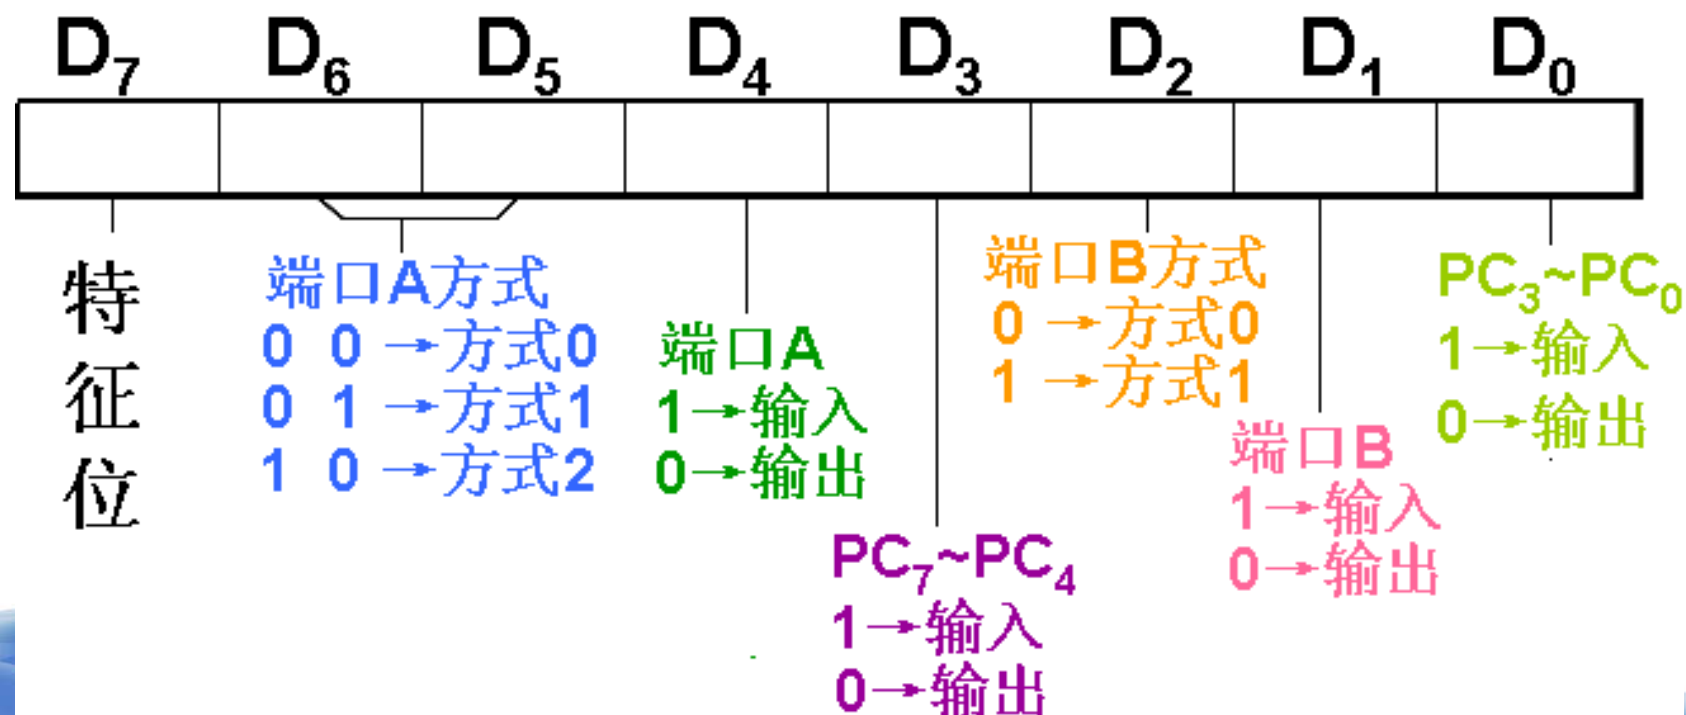 D7 D6 D5 D4 D3 D2 D1 D0
特
征
位
端口A方式
0 0→方式0
0 1→方式1
1 0→方式2
端口A
1→输入
0→输出
PC7~PC4
1→输入
0→输出
端口B方式
0→方式0
1→方式1
端口B
1→输入
0→输出
PC3~PC0
1→输入
0→输出